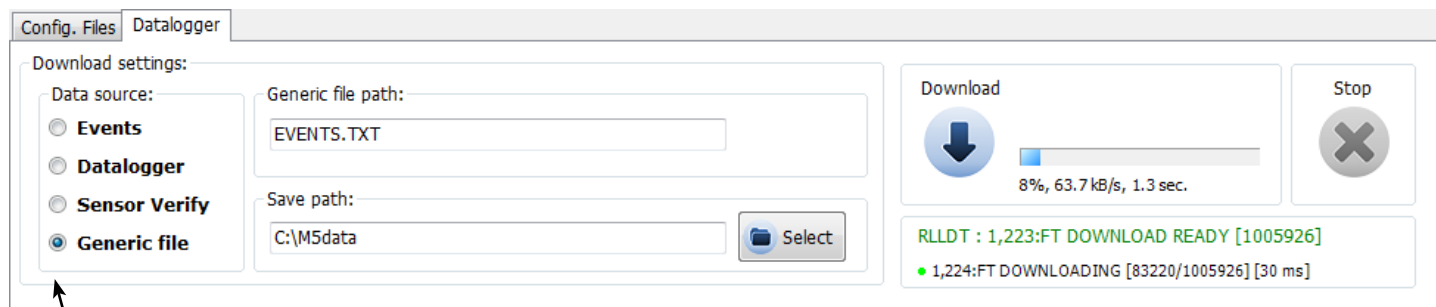 Config. Files Datalogger
Download settings:
Data source:
Events
Datalogger
Sensor Verify
Generic file
Generic file path:
EVENTS.TXT
Save path:
C:\M5data
Select
Download
8%, 63.7 kB/s, 1.3 sec.
Stop
RLLDT : 1,223:FT DOWNLOAD READY [1005926]
1,224:FT DOWNLOADING [83220/1005926] [30 ms]